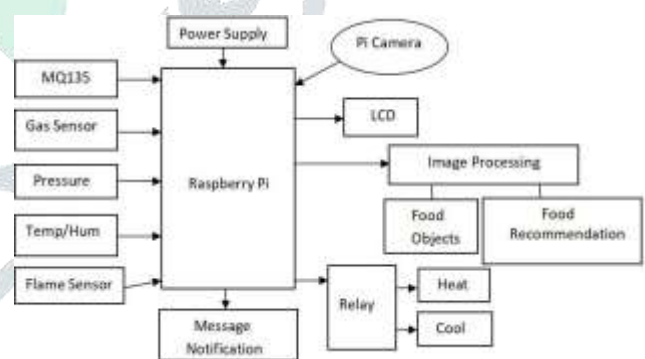 Power Supply
Pi Camera
MQ135
LCD
Gas Sensor
Image Processing
Pressure
Raspberry Pi
Food
Objects
Food
Recommendation
Temp/Hum
Flame Sensor
Relay
Heat
Cool
Message
Notification